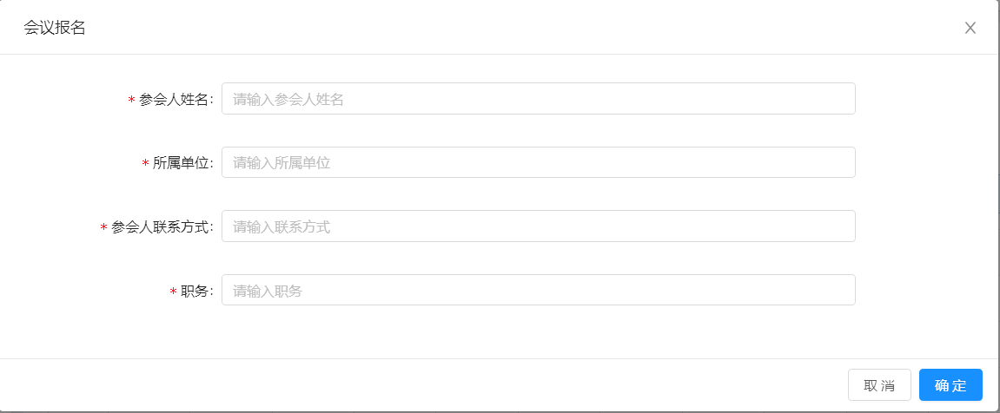 会议报名
* 参会人姓名: 请输入参会人姓名
* 所属单位: 请输入所属单位
* 参会人联系方式: 请输入联系方式
* 职务: 请输入职务
取 消 确 定